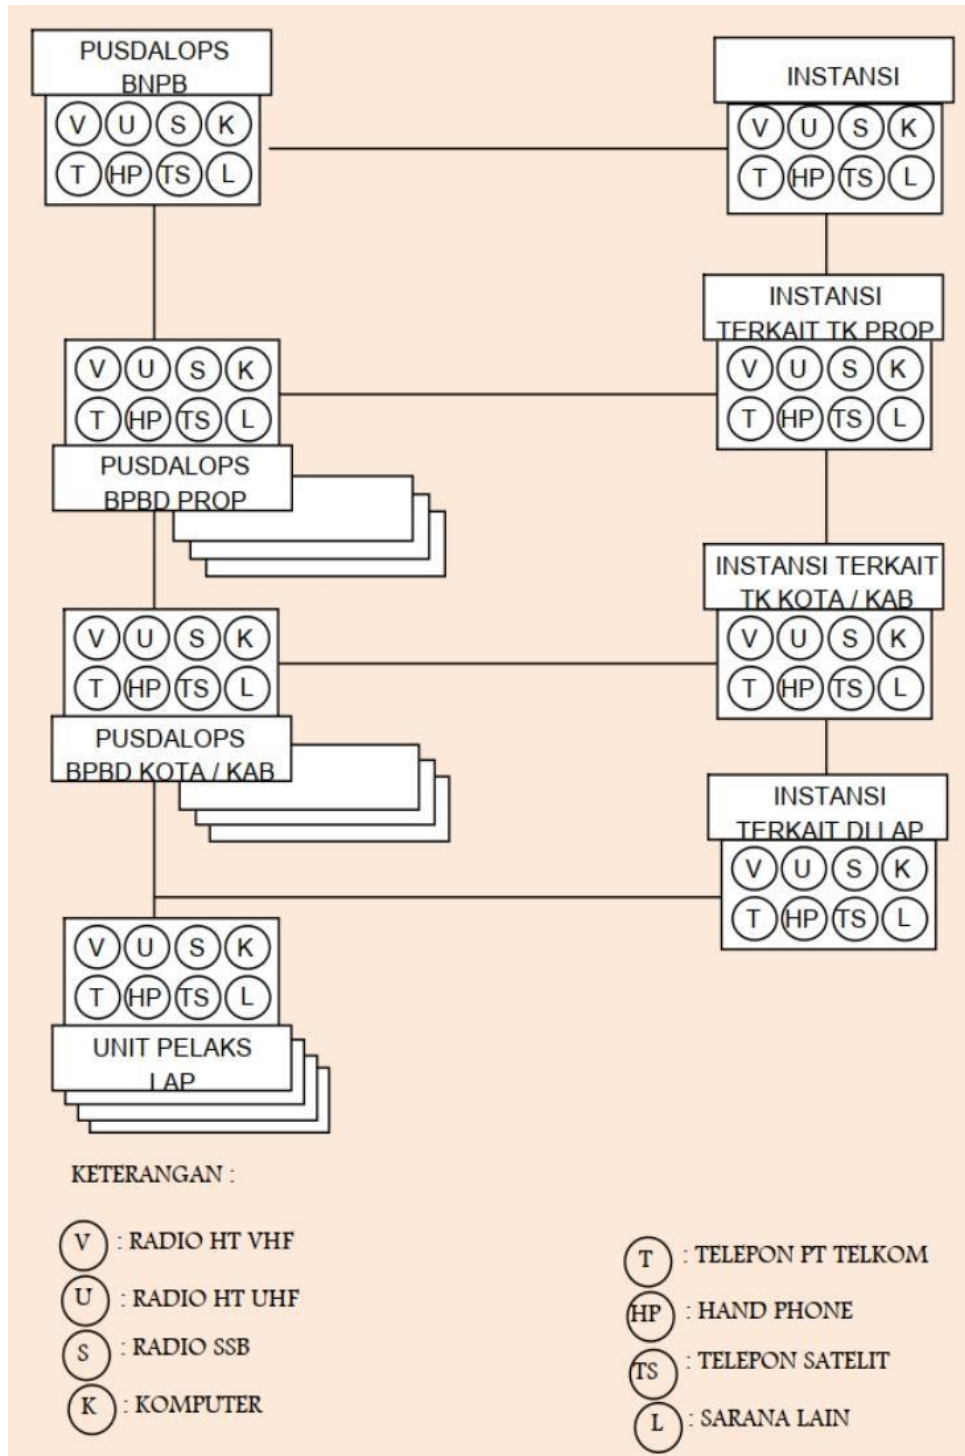 PUSDALOPS
BNPB
V U S K
T HP TS L
INSTANSI
V U S K
T HP TS L
INSTANSI
TERKAIT TK PROP
V U S K
T HP TS L
V U S K
T HP TS L
PUSDALOPS
BPBD PROP
INSTANSI TERKAIT
TK KOTA / KAB
V U S K
T HP TS L
V U S K
T HP TS L
PUSDALOPS
BPBD KOTA / KAB
INSTANSI
TERKAIT DI LAP
V U S K
T HP TS L
V U S K
T HP TS L
UNIT PELAKS
LAP
KETERANGAN :
V : RADIO HT VHF
U : RADIO HT UHF
S : RADIO SSB
K : KOMPUTER
T : TELEPON PT TELKOM
HP : HAND PHONE
TS : TELEPON SATELIT
L : SARANA LAIN